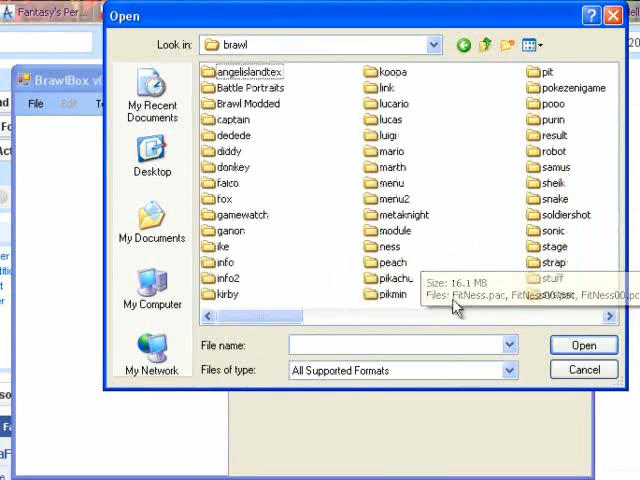 Fantasy's Per...
Open
Look in:
brawl
BrawlBox v0
File
Edit
My Recent
Documents
Desktop
My Documents
My Computer
My Network
angelislandtex
Battle Portraits
Brawl Modded
captain
dedede
diddy
donkey
falco
fox
gamewatch
ganon
ike
info
info2
kirby
koopa
link
lucario
lucas
luigi
mario
marth
menu
menu2
metaknight
module
ness
peach
pikachu
pikmin
pit
pokezenigame
popo
purin
result
robot
samus
sheik
snake
soldiershot
sonic
stage
strap
stuff
Size: 16.1 MB
Files: FitNess.pac, FitNess00.pac, FitNess00.pc
File name:
Open
Files of type:
All Supported Formats
Cancel